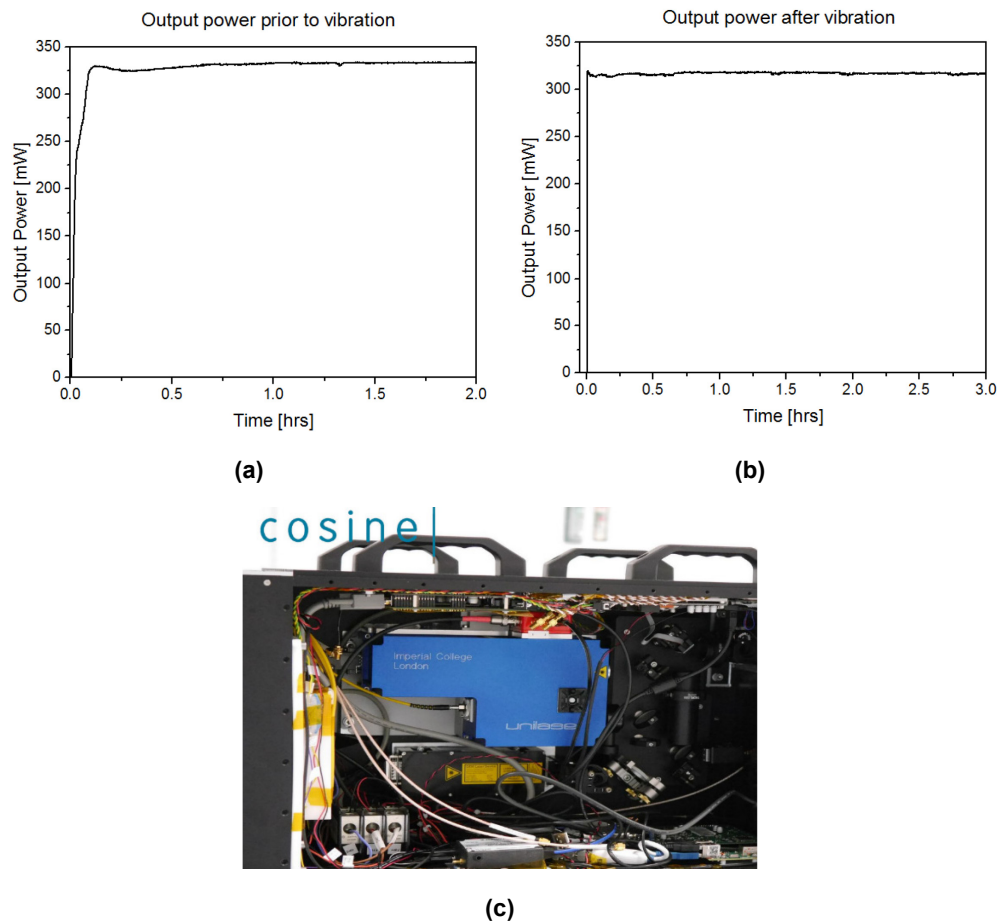 Output power prior to vibration
350
300
250
200
150
100
50
0
0.0 0.5 1.0 1.5 2.0
Output Power [mW]
Time [hrs]
(a)
Output power after vibration
350
300
250
200
150
100
50
0
0.0 0.5 1.0 1.5 2.0 2.5 3.0
Output Power [mW]
Time [hrs]
(b)
cosine
Imperial College
London
unilase
(c)